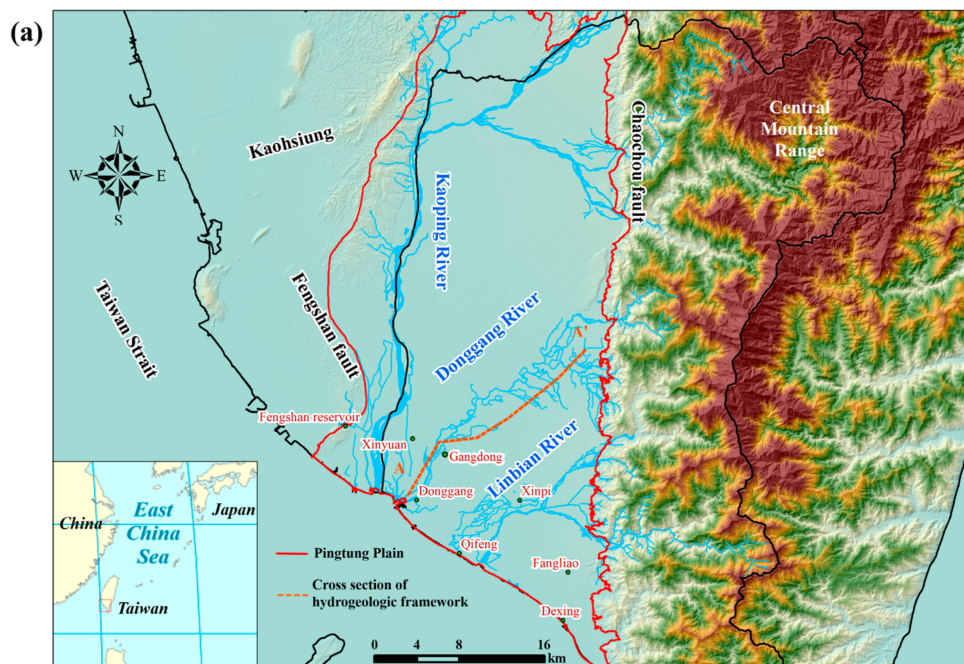 (a)
N
W
E
S
Kaohsiung
Taiwan Strait
Fengshan fault
Kaoping River
Chaochou fault
Central
Mountain
Range
Donggang River
A'
Fengshan reservoir
Xinyuan
Gangdong
A
Donggang
Linbian River
Xinpi
Qifeng
Fangliao
Dexing
Pingtung Plain
Cross section of
hydrogeologic framework
0 4 8 16
km
China
East
China
Sea
Japan
Taiwan